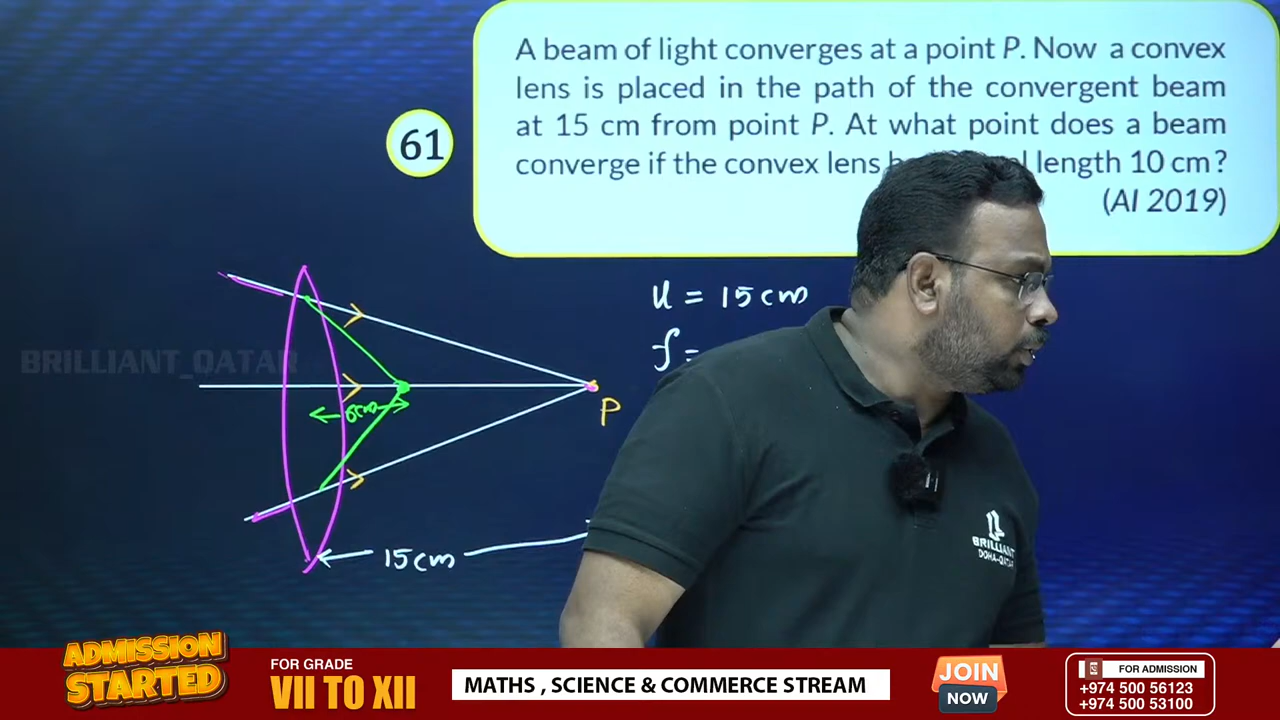 A beam of light converges at a point P. Now a convex
lens is placed in the path of the convergent beam
at 15 cm from point P. At what point does a beam
converge if the convex lens length 10 cm?
(AI 2019)
61
BRILLIANT_QATAR
u = 15cm
f =
6cm
P
15cm
BRILLIANT
DOHA-QATAR
ADMISSION
STARTED
FOR GRADE
VII TO XII
MATHS , SCIENCE & COMMERCE STREAM
JOIN
NOW
FOR ADMISSION
+974 500 56123
+974 500 53100